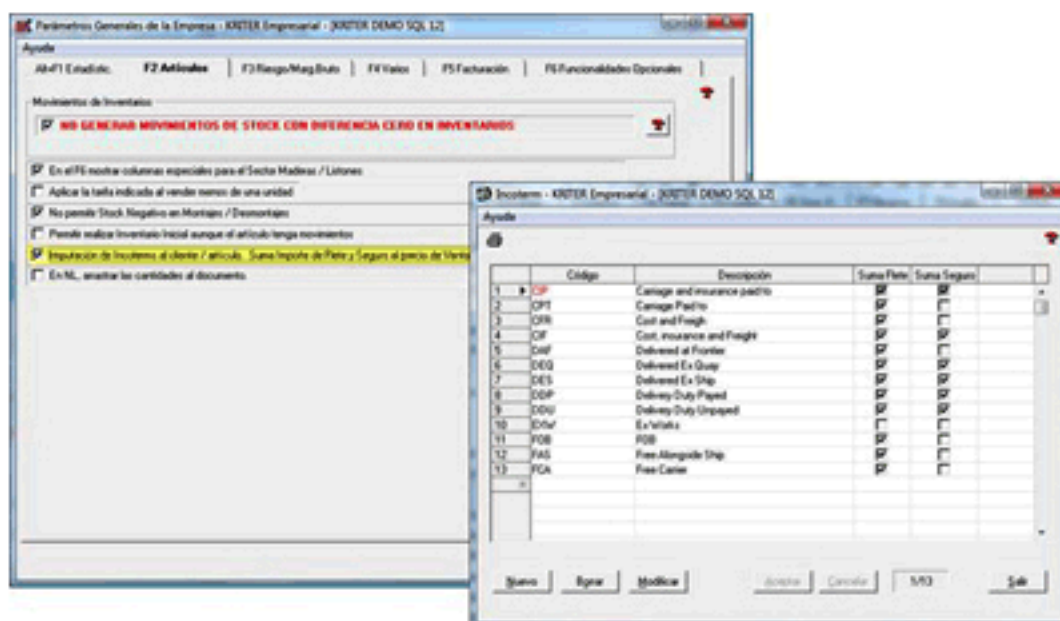 Parámetros Generales de la Empresa - KRITER Empresarial - [KRITER DEMO SQL 12]
Ayuda
Alt+F1 Estadístic. F2 Artículos F3 Riesgo/Marg.Bruto F4 Varios F5 Facturación F6 Funcionalidades Opcionales
Movimientos de Inventarios
NO GENERAR MOVIMIENTOS DE STOCK CON DIFERENCIA CERO EN INVENTARIOS
En el F6 mostrar columnas especiales para el Sector Maderas / Listones
Aplicar la tarifa indicada al vender menos de una unidad
No permitir Stock Negativo en Montajes / Desmontajes
Permitir realizar Inventario Inicial aunque el artículo tenga movimientos
Imputación de Incoterms al cliente / artículo. Suma Importe de Flete y Seguro al precio de Venta
En NL, arrastrar las cantidades al documento.
Incoterm - KRITER Empresarial - [KRITER DEMO SQL 12]
Ayuda
Código Descripción Suma Flete Suma Seguro
1 CIP Carriage and insurance paid to
2 CPT Carriage Paid to
3 CFR Cost and Freigh
4 CIF Cost, insurance and Freight
5 DAF Delivered at Frontier
6 DEQ Delivered Ex Quay
7 DES Delivered Ex Ship
8 DDP Delivery Duty Payed
9 DDU Delivery Duty Unpayed
10 EXW Ex Works
11 FOB FOB
12 FAS Free Alongside Ship
13 FCA Free Carrier
Nuevo Borrar Modificar Aceptar Cancelar 1/13 Salir